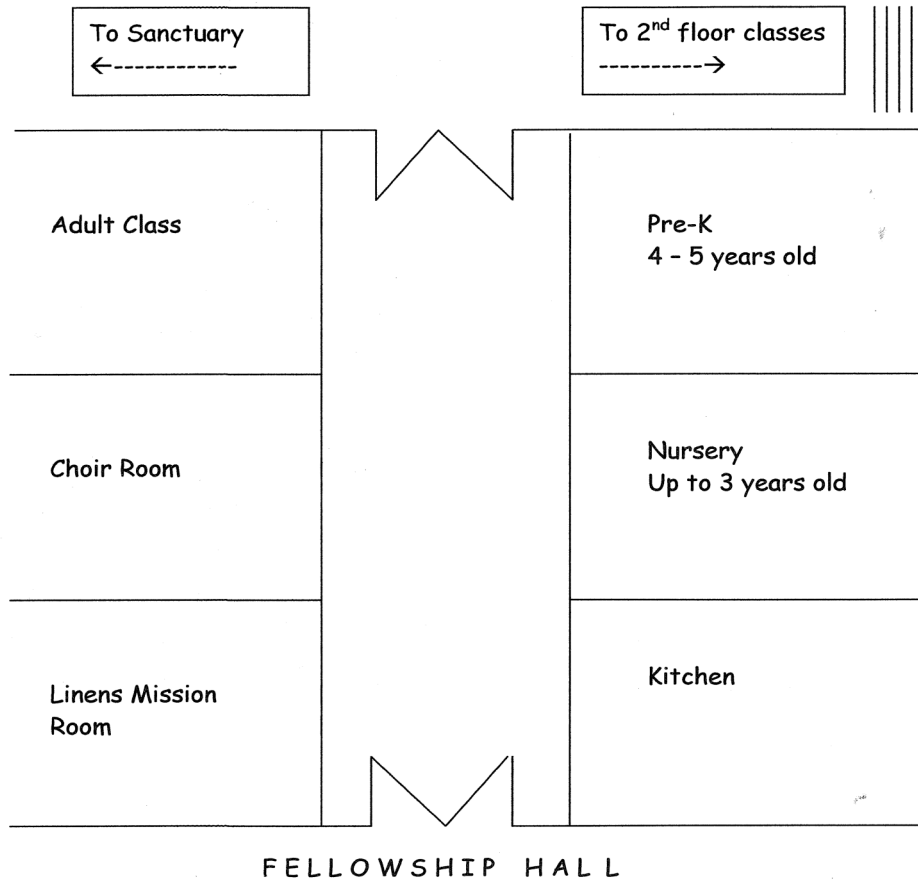 To Sanctuary
←------------
To 2nd floor classes
----------→
Adult Class
Pre-K
4 – 5 years old
Choir Room
Nursery
Up to 3 years old
Linens Mission
Room
Kitchen
FELLOWSHIP HALL